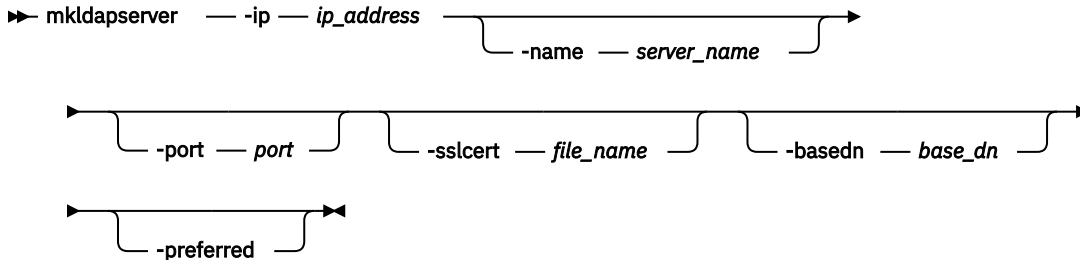 mkldapserver -ip ip_address
-name server_name
-port port -sslcert file_name -basedn base_dn
-preferred